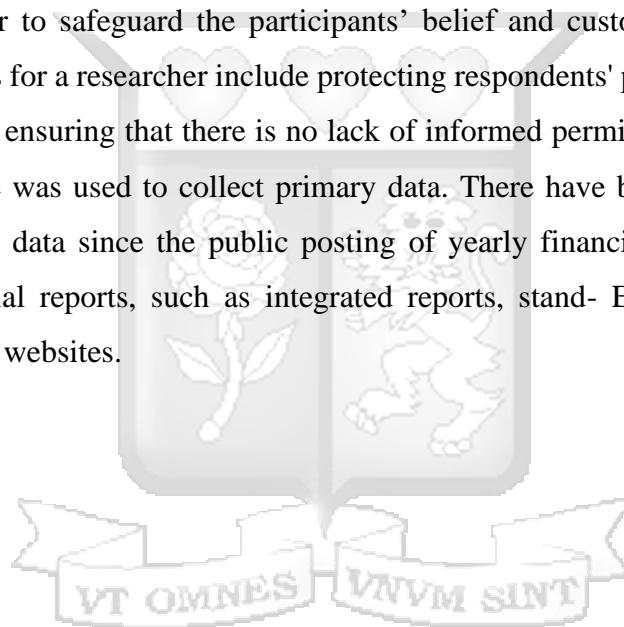 r to safeguard the participants’ belief and custo
s for a researcher include protecting respondents' p
ensuring that there is no lack of informed permi
e was used to collect primary data. There have b
data since the public posting of yearly financi
ial reports, such as integrated reports, stand- E
websites.
VT OMNES VNVM SINT